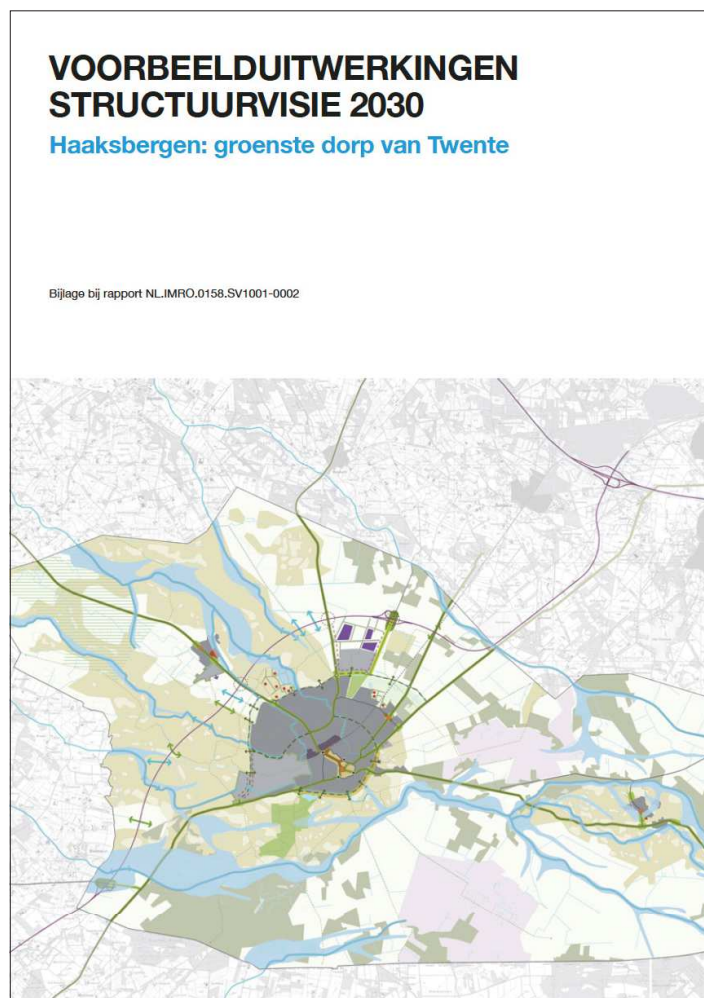 VOORBEELDUITWERKINGEN
STRUCTUURVISIE 2030
Haaksbergen: groenste dorp van Twente
Bijlage bij rapport NL.IMRO.0158.SV1001-0002